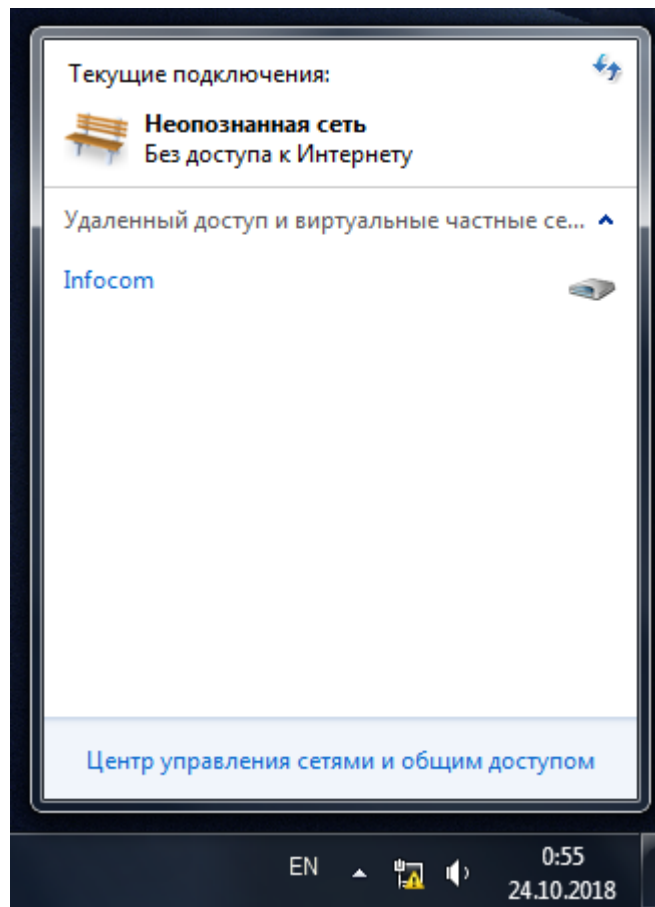 Текущие подключения:
Неопознанная сеть
Без доступа к Интернету
Удаленный доступ и виртуальные частные се...
Infocom
Центр управления сетями и общим доступом
EN
0:55
24.10.2018